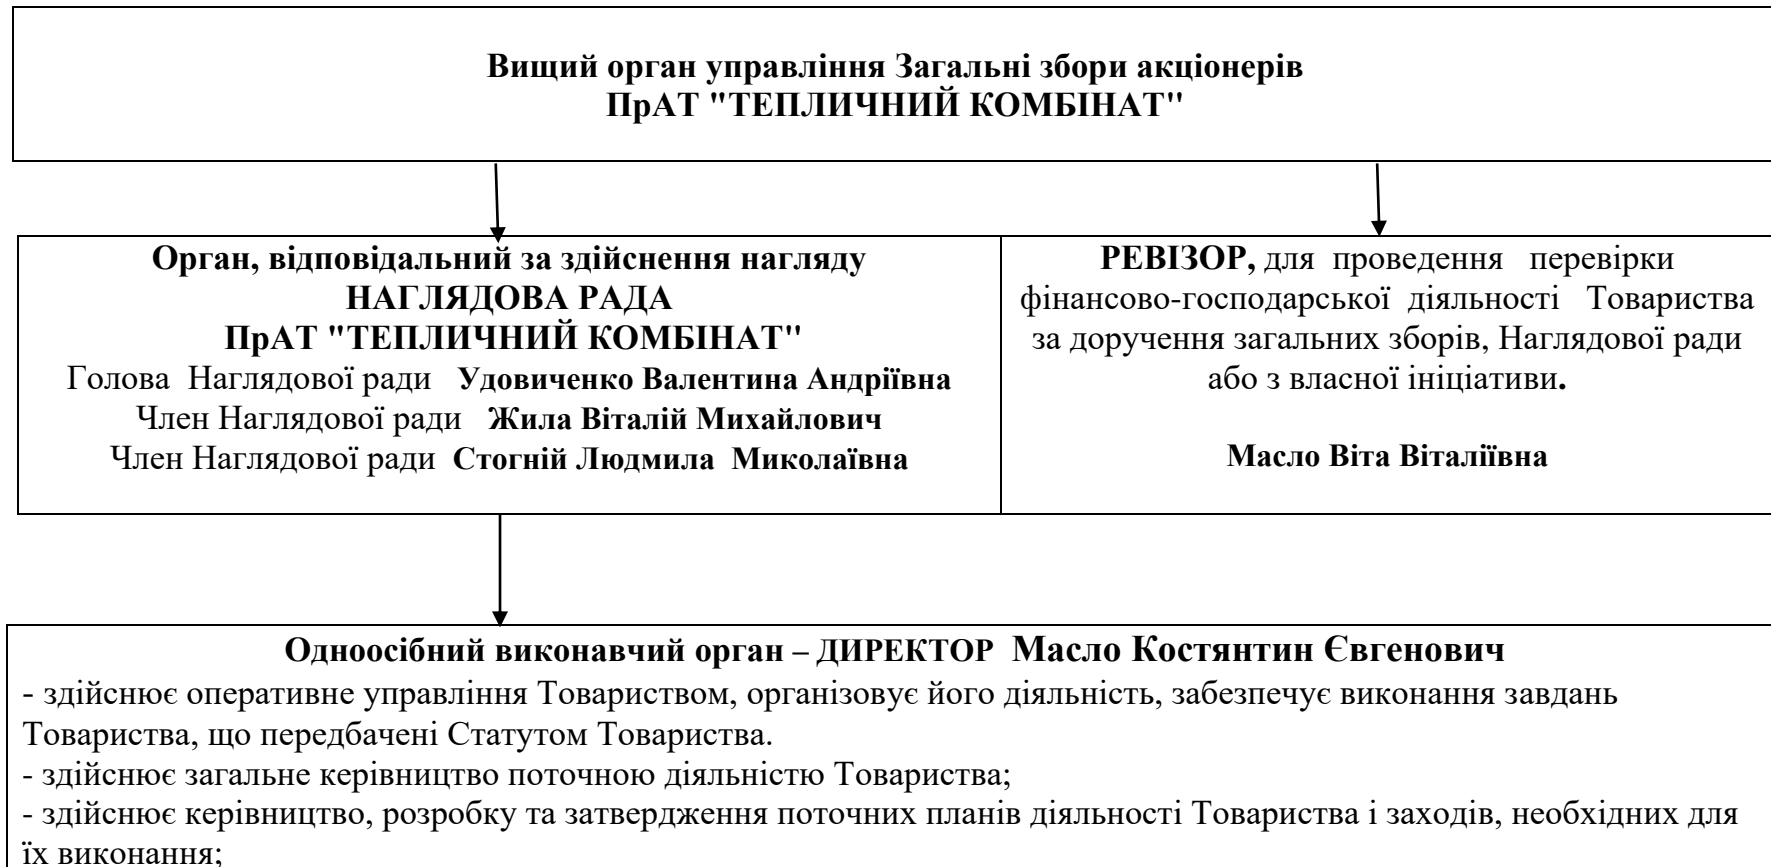 Вищий орган управління Загальні збори акціонерів
ПрАТ "ТЕПЛИЧНИЙ КОМБІНАТ"
Орган, відповідальний за здійснення нагляду
НАГЛЯДОВА РАДА
ПрАТ "ТЕПЛИЧНИЙ КОМБІНАТ"
Голова Наглядової ради Удовиченко Валентина Андріївна
Член Наглядової ради Жила Віталій Михайлович
Член Наглядової ради Стогній Людмила Миколаївна
РЕВІЗОР, для проведення перевірки
фінансово-господарської діяльності Товариства
за доручення загальних зборів, Наглядової ради
або з власної ініціативи.
Масло Віта Віталіївна
Одноосібний виконавчий орган – ДИРЕКТОР Масло Костянтин Євгенович
- здійснює оперативне управління Товариством, організовує його діяльність, забезпечує виконання завдань
Товариства, що передбачені Статутом Товариства.
- здійснює загальне керівництво поточною діяльністю Товариства;
- здійснює керівництво, розробку та затвердження поточних планів діяльності Товариства і заходів, необхідних для
їх виконання;